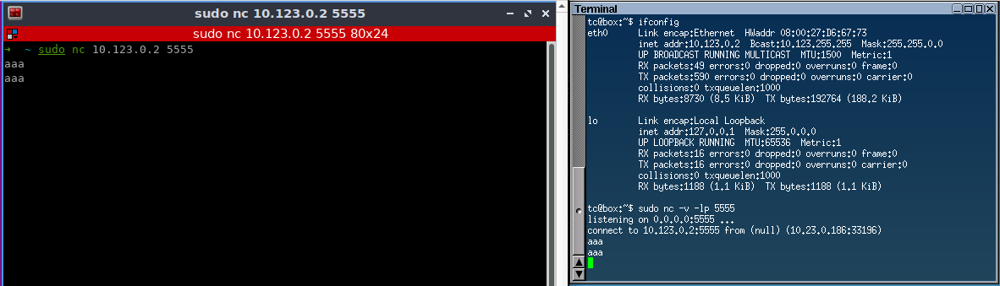 sudo nc 10.123.0.2 5555
sudo nc 10.123.0.2 5555 80x24
➜ ~ sudo nc 10.123.0.2 5555
aaa
aaa
Terminal
tc@box:~$ ifconfig
eth0 Link encap:Ethernet HWaddr 08:00:27:D6:67:73
inet addr:10.123.0.2 Bcast:10.123.255.255 Mask:255.255.0.0
UP BROADCAST RUNNING MULTICAST MTU:1500 Metric:1
RX packets:49 errors:0 dropped:0 overruns:0 frame:0
TX packets:590 errors:0 dropped:0 overruns:0 carrier:0
collisions:0 txqueuelen:1000
RX bytes:8730 (8.5 KiB) TX bytes:192764 (188.2 KiB)
lo Link encap:Local Loopback
inet addr:127.0.0.1 Mask:255.0.0.0
UP LOOPBACK RUNNING MTU:65536 Metric:1
RX packets:16 errors:0 dropped:0 overruns:0 frame:0
TX packets:16 errors:0 dropped:0 overruns:0 carrier:0
collisions:0 txqueuelen:1000
RX bytes:1188 (1.1 KiB) TX bytes:1188 (1.1 KiB)
tc@box:~$ sudo nc -v -lp 5555
listening on 0.0.0.0:5555 ...
connect to 10.123.0.2:5555 from (null) (10.23.0.186:33196)
aaa
aaa